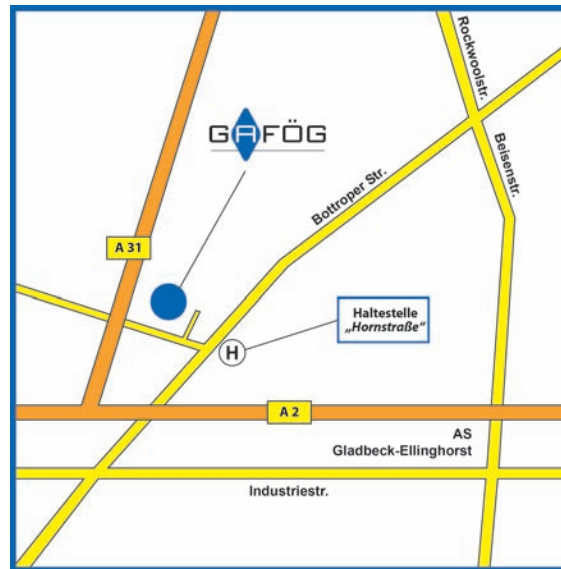 Rockwoolstr.
GAFÖG
Beisenstr.
Bottroper Str.
A 31
Haltestelle
„Hornstraße“
H
A 2
AS
Gladbeck-Ellinghorst
Industriestr.